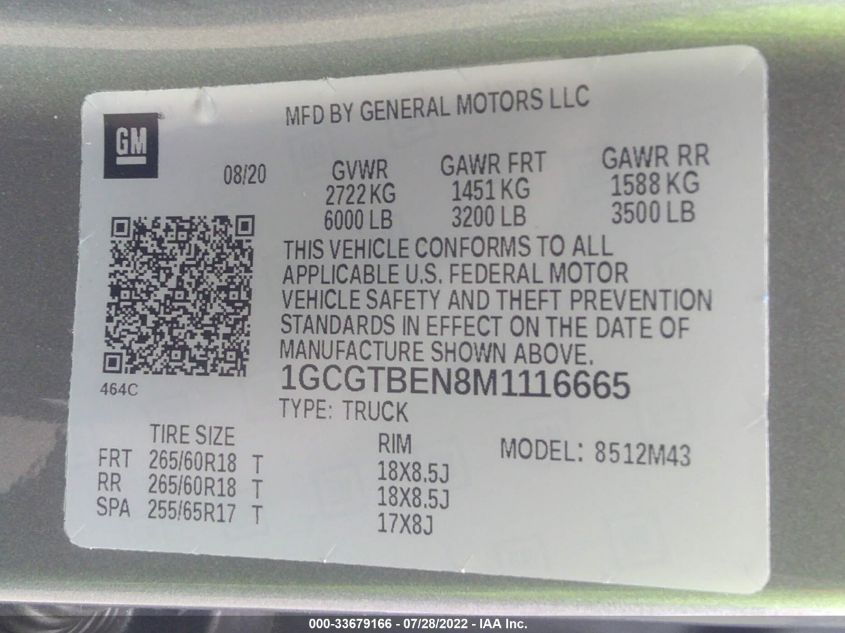 MFD BY GENERAL MOTORS LLC
GM
08/20 GVWR GAWR FRT GAWR RR
2722 KG 1451 KG 1588 KG
6000 LB 3200 LB 3500 LB
THIS VEHICLE CONFORMS TO ALL
APPLICABLE U.S. FEDERAL MOTOR
VEHICLE SAFETY AND THEFT PREVENTION
STANDARDS IN EFFECT ON THE DATE OF
MANUFACTURE SHOWN ABOVE.
464C
1GCGTBEN8M1116665
TYPE: TRUCK
TIRE SIZE RIM MODEL: 8512M43
FRT 265/60R18 T 18X8.5J
RR 265/60R18 T 18X8.5J
SPA 255/65R17 T 17X8J
000-33679166 - 07/28/2022 - IAA Inc.